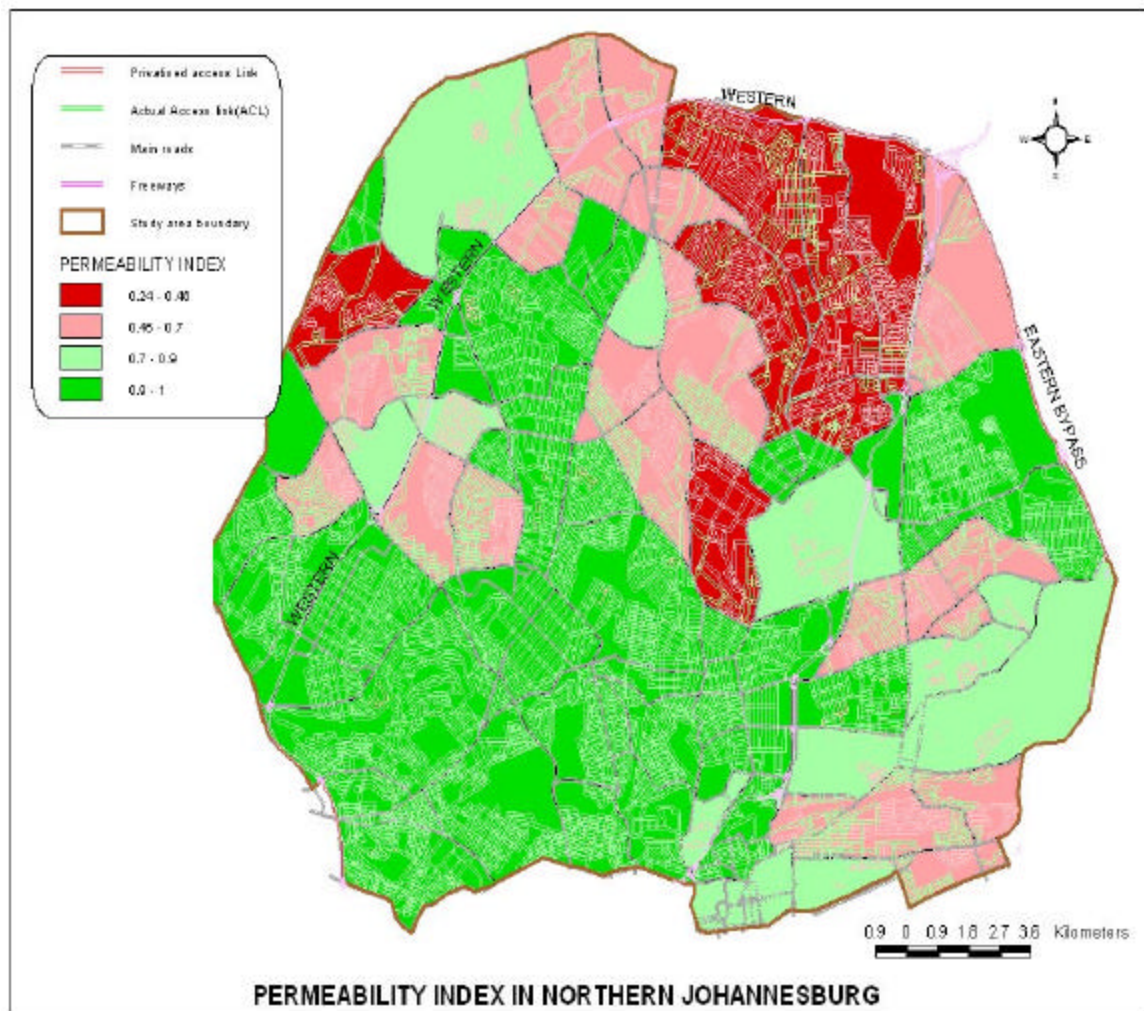 Privatised access Link
Actual Access link(ACL)
Main roads
Freeways
Study area boundary
PERMEABILITY INDEX
0.24 - 0.46
0.46 - 0.7
0.7 - 0.9
0.9 - 1
WESTERN
N
W
E
S
WESTERN
EASTERN BYPASS
WESTERN
0.9 0 0.9 1.8 2.7 3.6 Kilometers
PERMEABILITY INDEX IN NORTHERN JOHANNESBURG